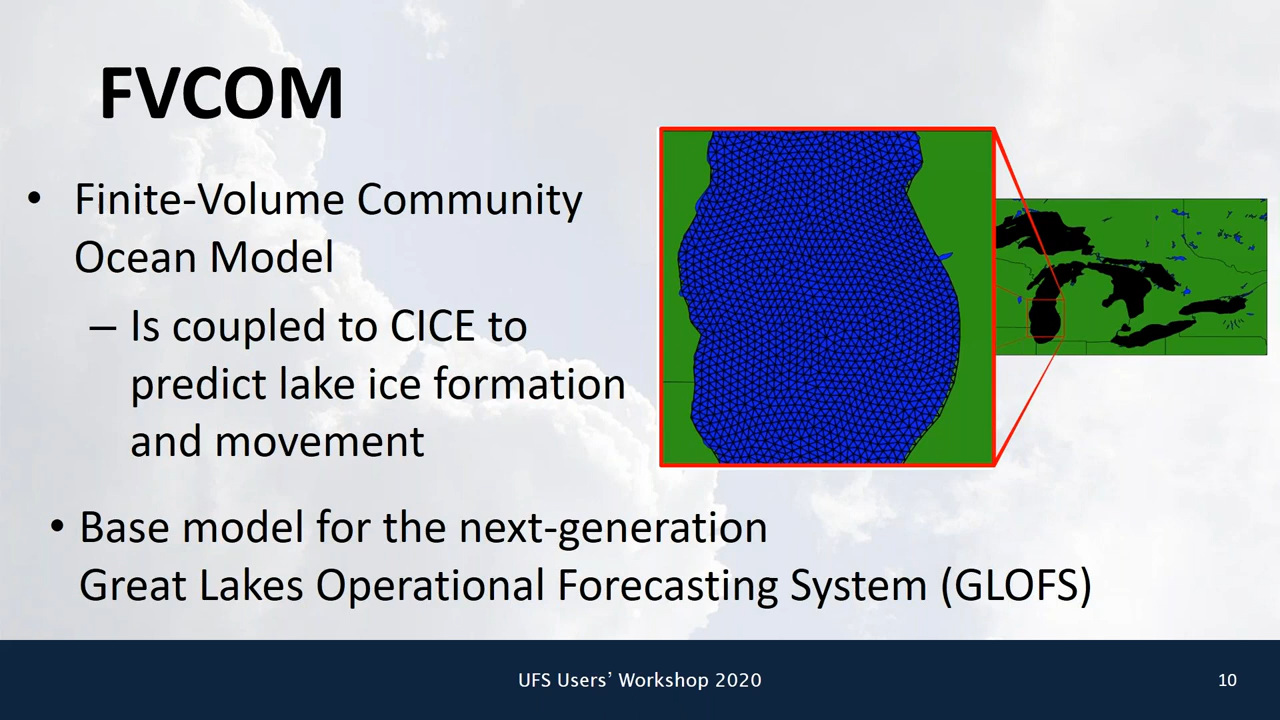 FVCOM
• Finite-Volume Community
Ocean Model
– Is coupled to CICE to
predict lake ice formation
and movement
• Base model for the next-generation
Great Lakes Operational Forecasting System (GLOFS)
UFS Users’ Workshop 2020
10